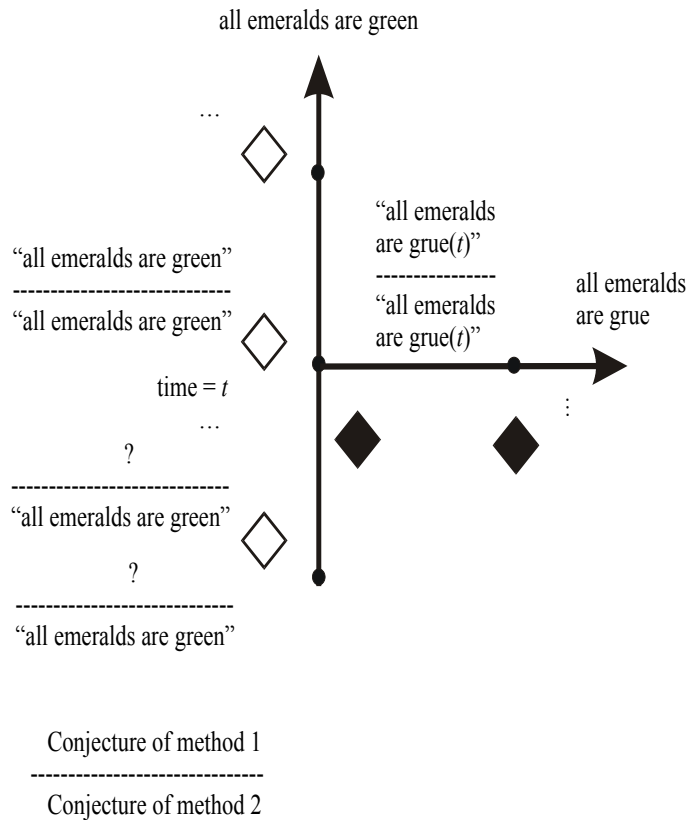 all emeralds are green
…
“all emeralds
are grue(t)”
----------------
“all emeralds
are grue(t)”
all emeralds
are grue
“all emeralds are green”
-----------------------------
“all emeralds are green”
time = t
…
…
?
-----------------------------
“all emeralds are green”
?
-----------------------------
“all emeralds are green”
Conjecture of method 1
-------------------------------
Conjecture of method 2